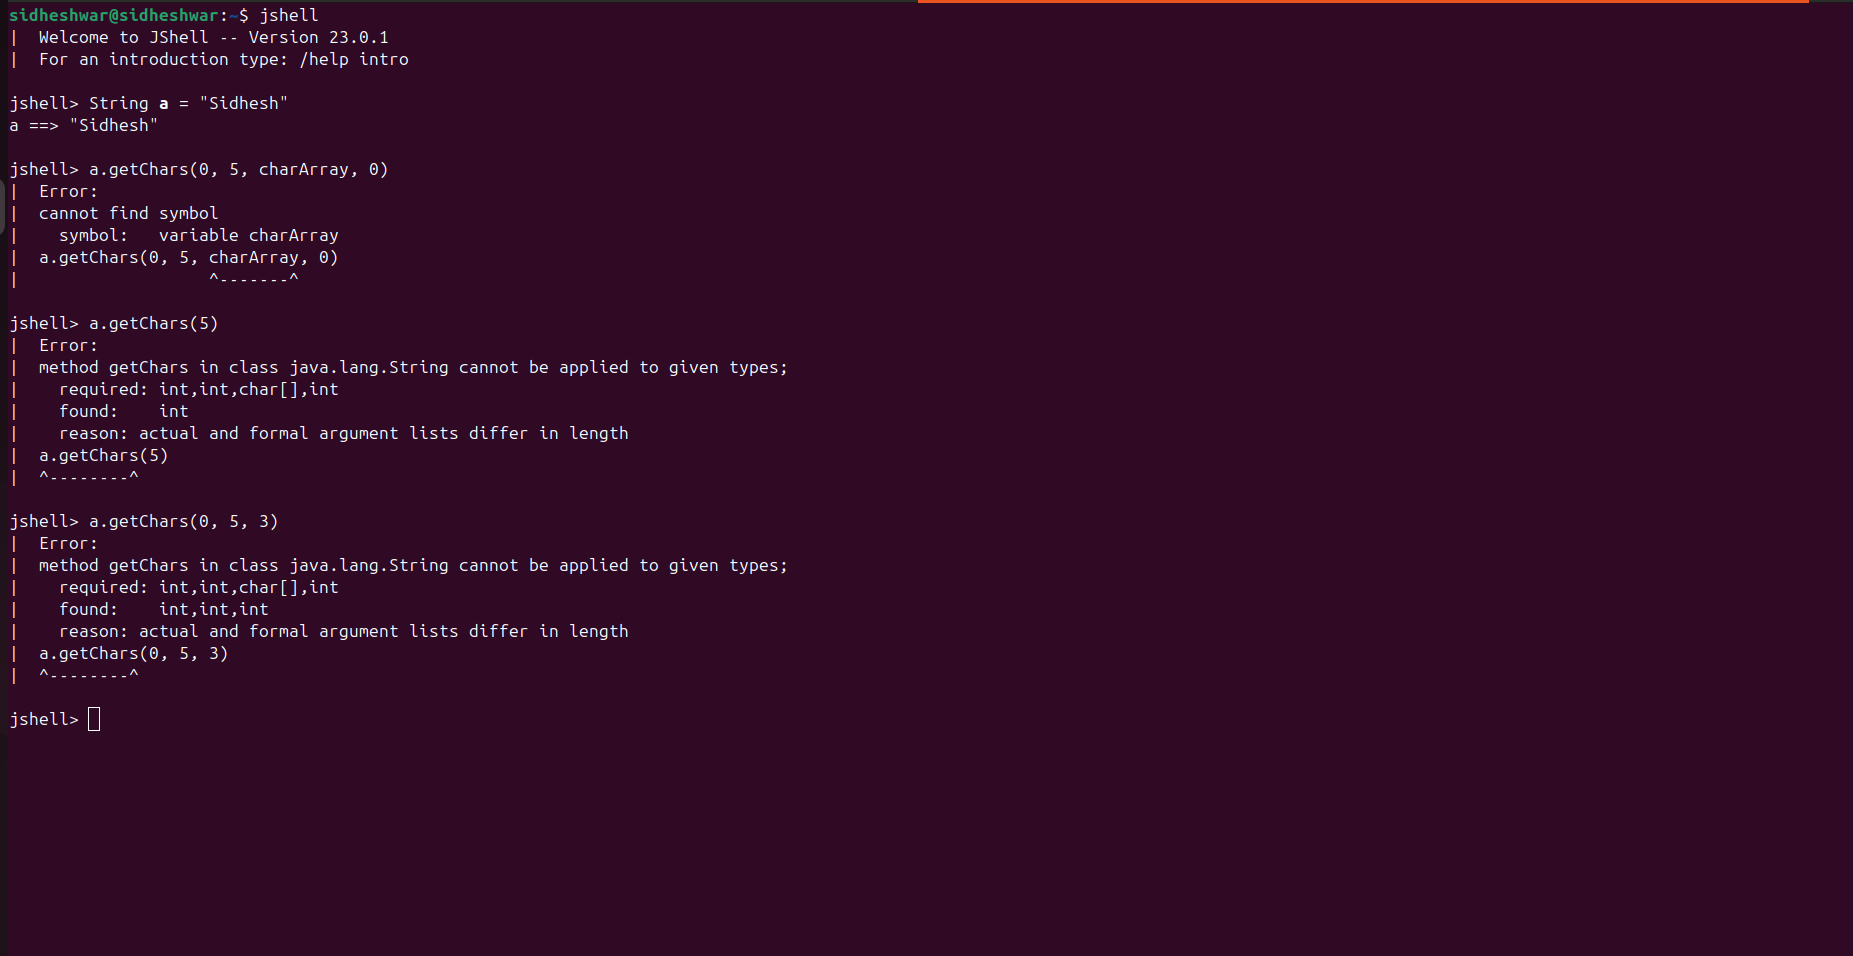 sidheshwar@sidheshwar:~$ jshell
|  Welcome to JShell -- Version 23.0.1
|  For an introduction type: /help intro

jshell> String a = "Sidhesh"
a ==> "Sidhesh"

jshell> a.getChars(0, 5, charArray, 0)
|  Error:
|  cannot find symbol
|    symbol:   variable charArray
|  a.getChars(0, 5, charArray, 0)
|                   ^-------^

jshell> a.getChars(5)
|  Error:
|  method getChars in class java.lang.String cannot be applied to given types;
|    required: int,int,char[],int
|    found:    int
|    reason: actual and formal argument lists differ in length
|  a.getChars(5)
|  ^--------^

jshell> a.getChars(0, 5, 3)
|  Error:
|  method getChars in class java.lang.String cannot be applied to given types;
|    required: int,int,char[],int
|    found:    int,int,int
|    reason: actual and formal argument lists differ in length
|  a.getChars(0, 5, 3)
|  ^--------^

jshell>